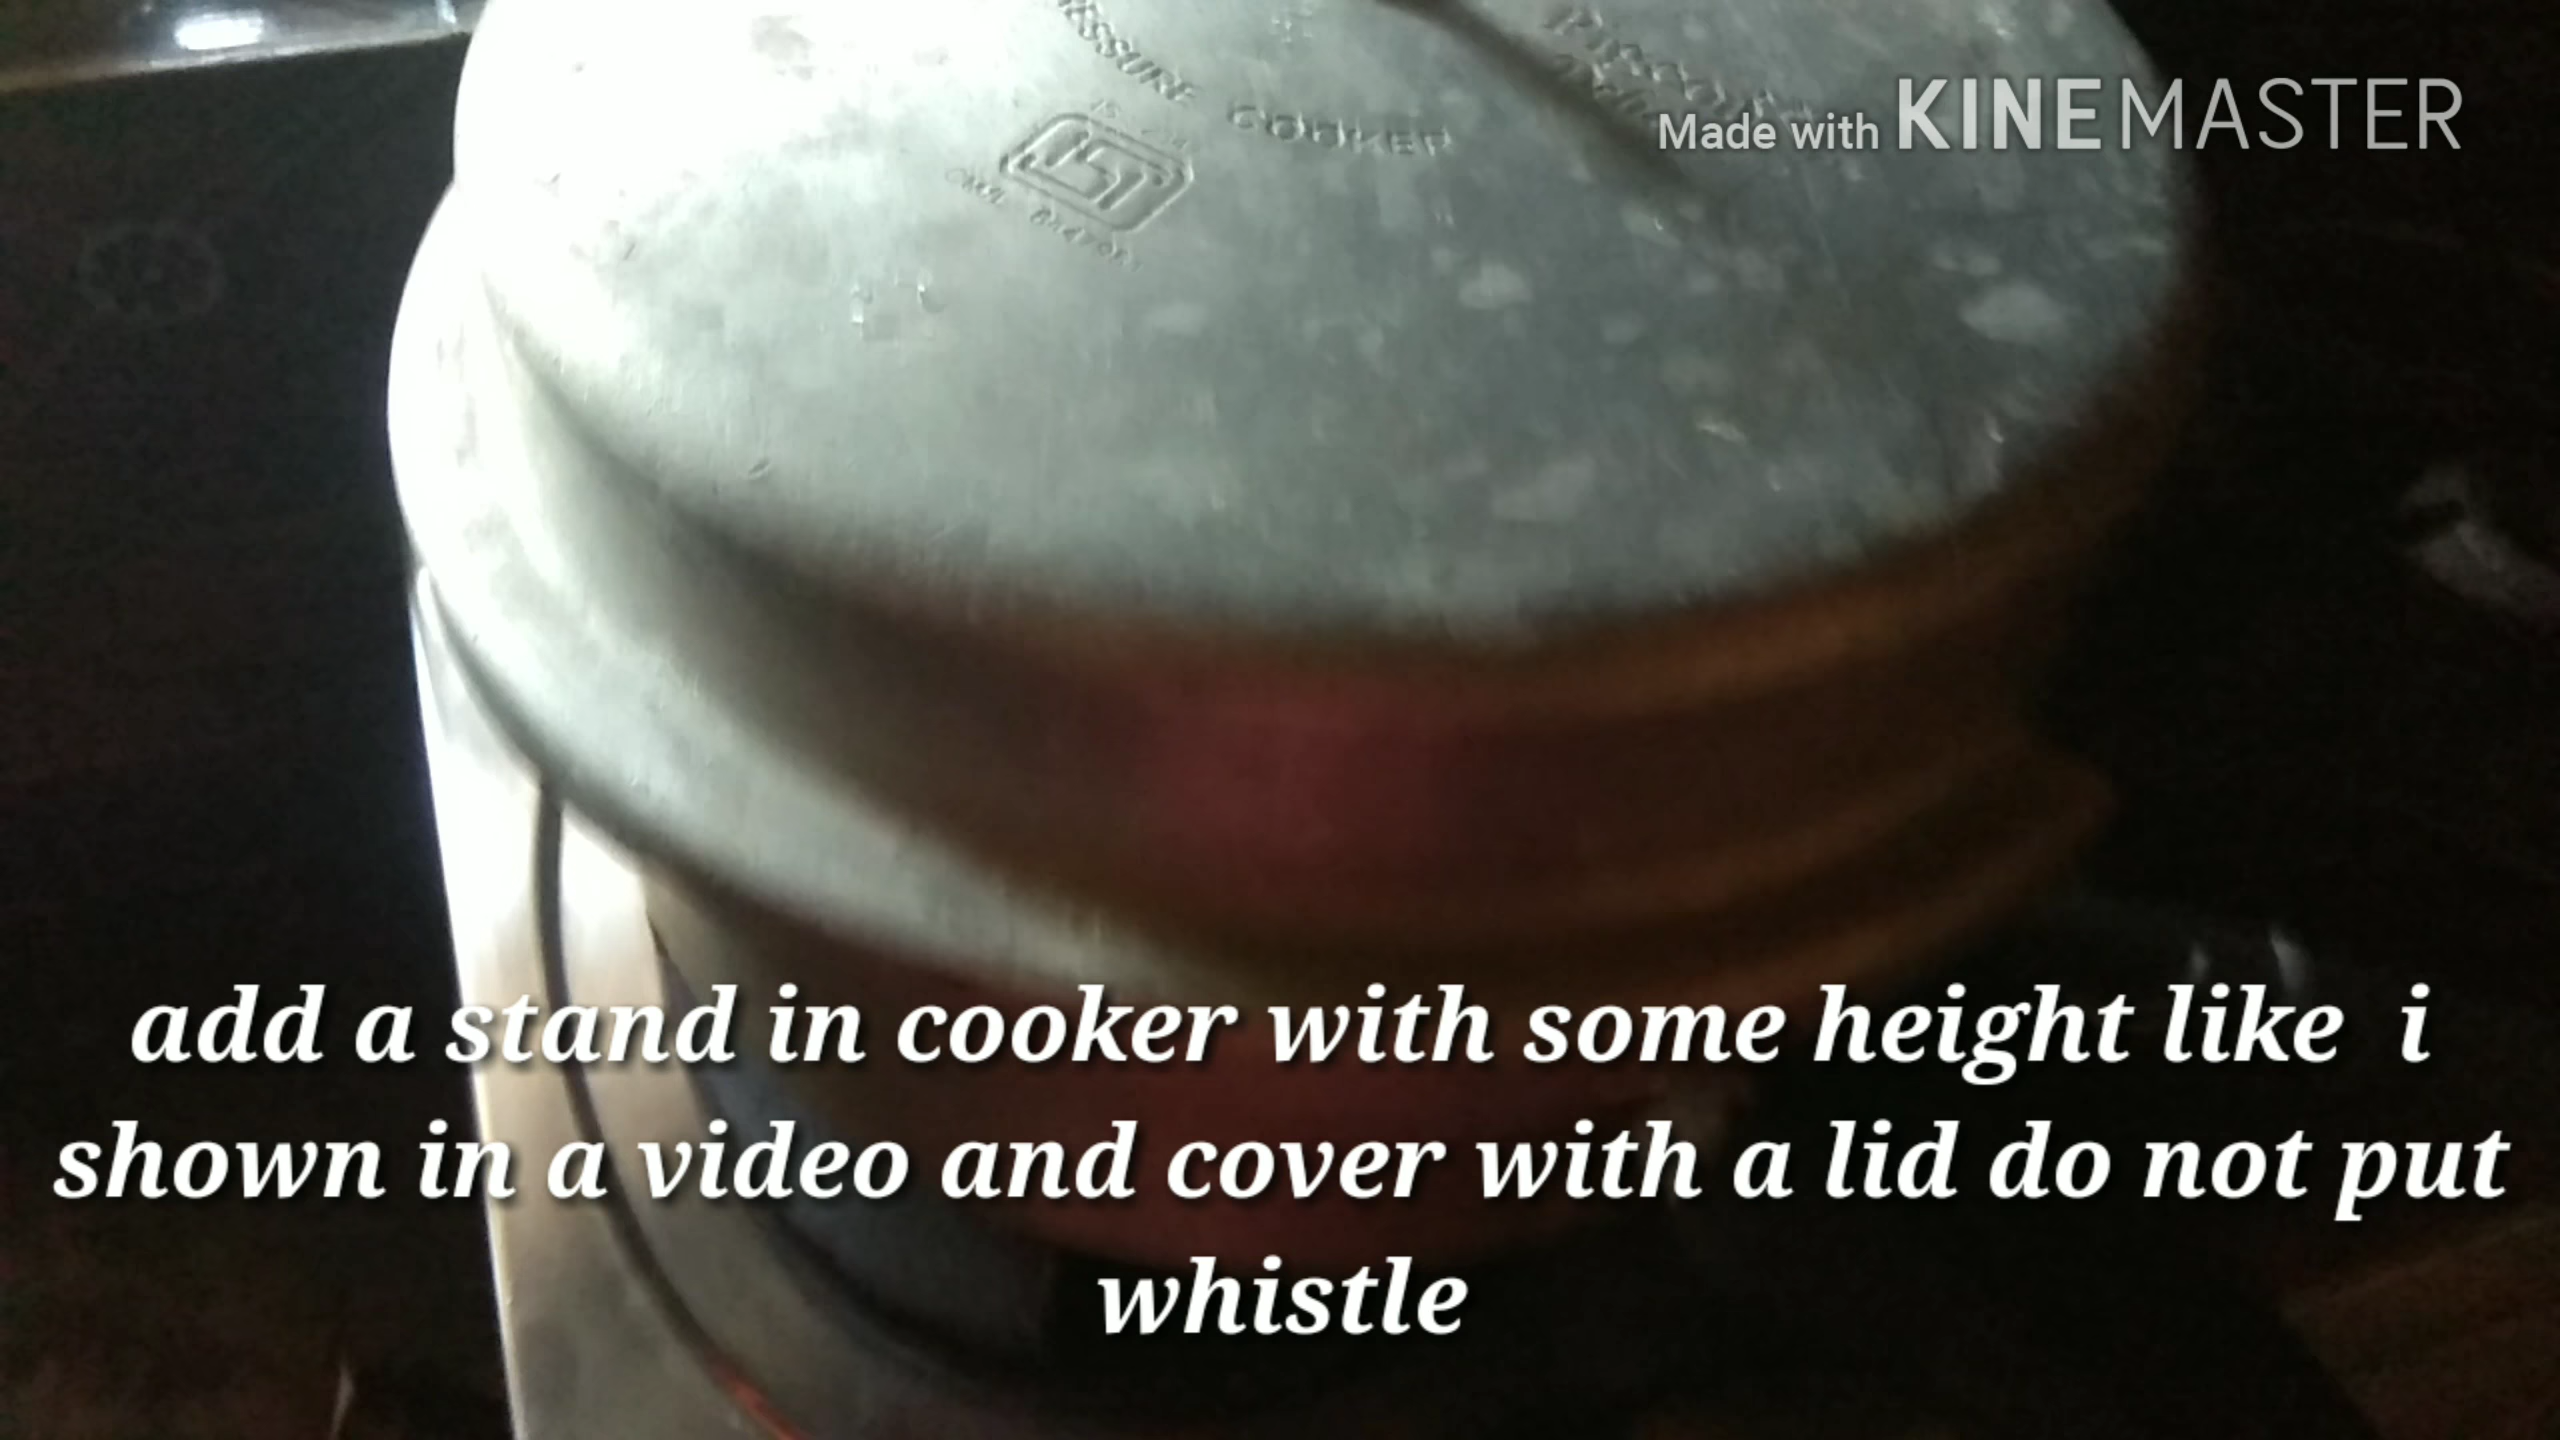 COOKER
Made with KINEMASTER
add a stand in cooker with some height like i
shown in a video and cover with a lid do not put
whistle